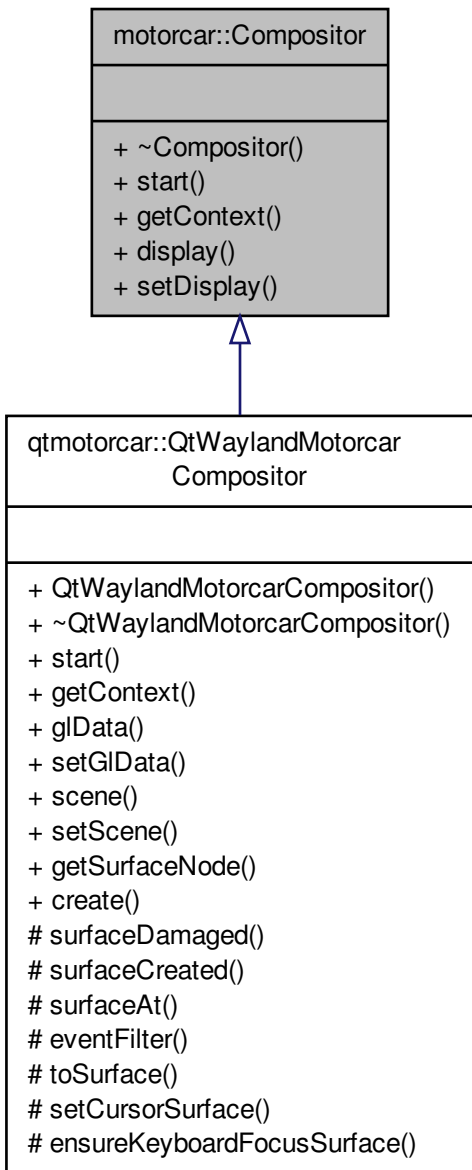 motorcar::Compositor
+ ~Compositor()
+ start()
+ getContext()
+ display()
+ setDisplay()
qtmotorcar::QtWaylandMotorcar
Compositor
+ QtWaylandMotorcarCompositor()
+ ~QtWaylandMotorcarCompositor()
+ start()
+ getContext()
+ glData()
+ setGlData()
+ scene()
+ setScene()
+ getSurfaceNode()
+ create()
# surfaceDamaged()
# surfaceCreated()
# surfaceAt()
# eventFilter()
# toSurface()
# setCursorSurface()
# ensureKeyboardFocusSurface()